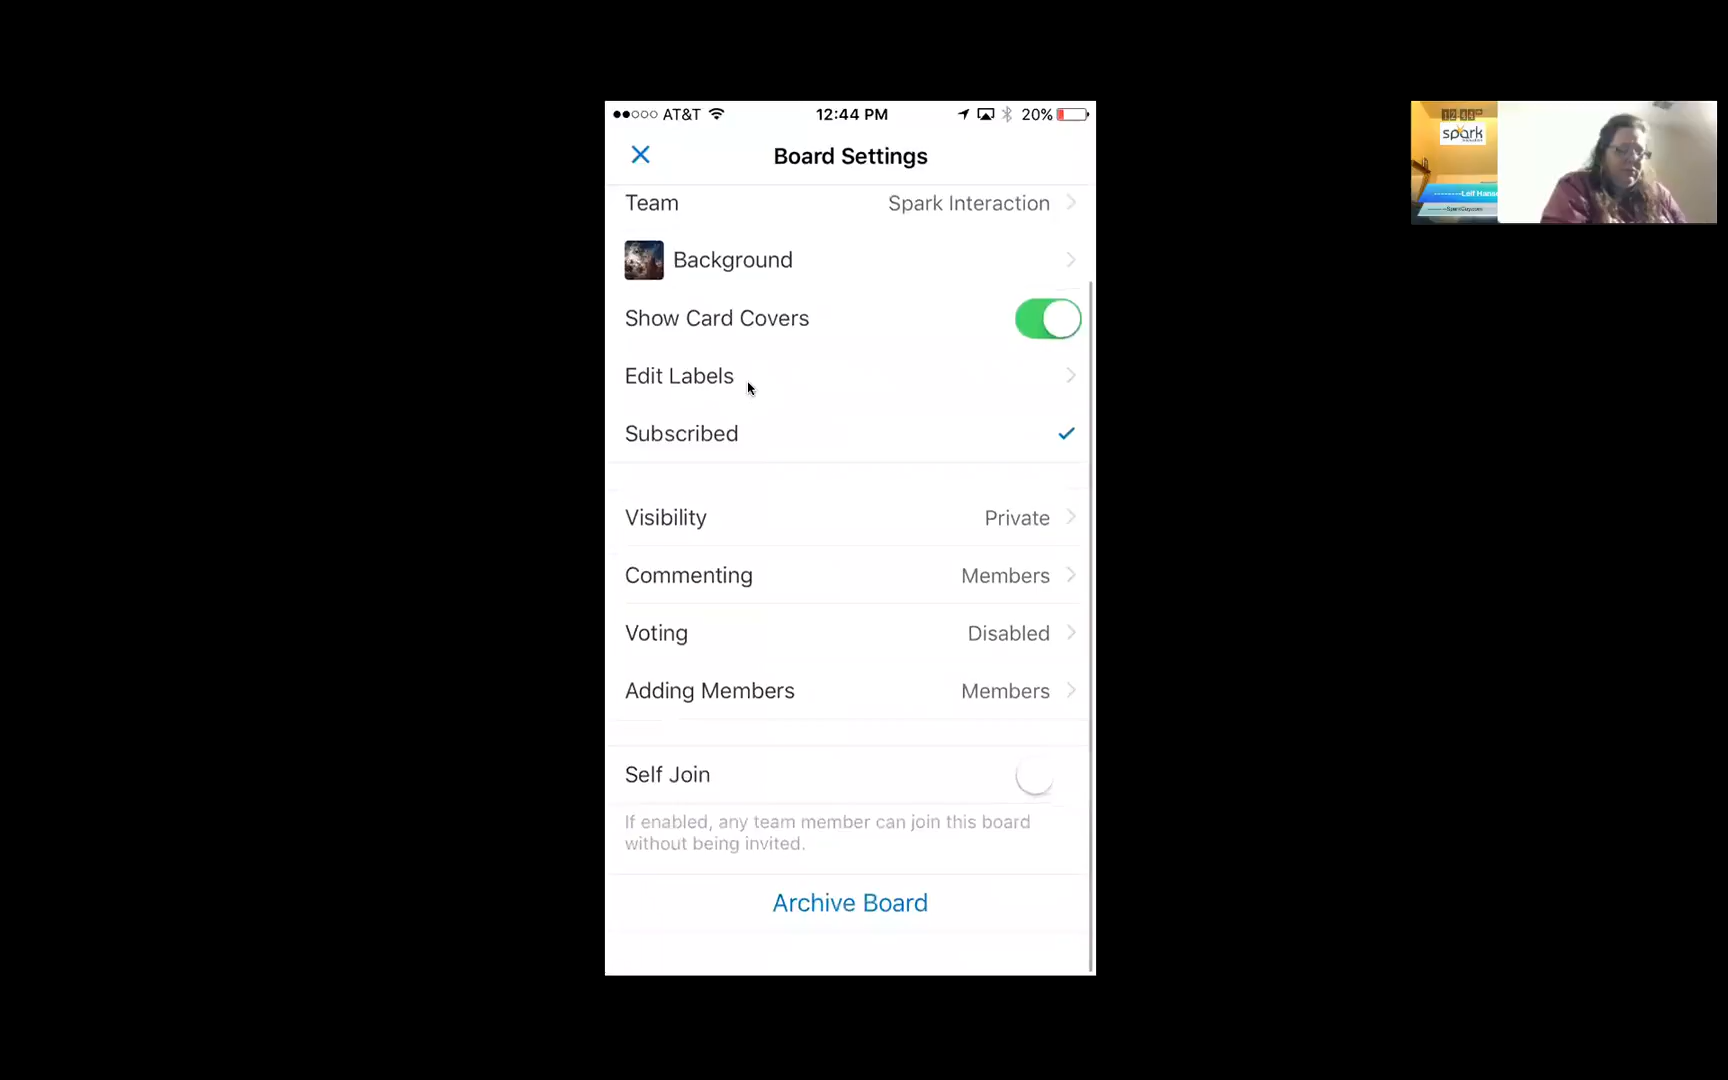 AT&T 12:44 PM 20%
Board Settings
Team Spark Interaction
Background
Show Card Covers
Edit Labels
Subscribed
Visibility Private
Commenting Members
Voting Disabled
Adding Members Members
Self Join
If enabled, any team member can join this board
without being invited.
Archive Board
spark